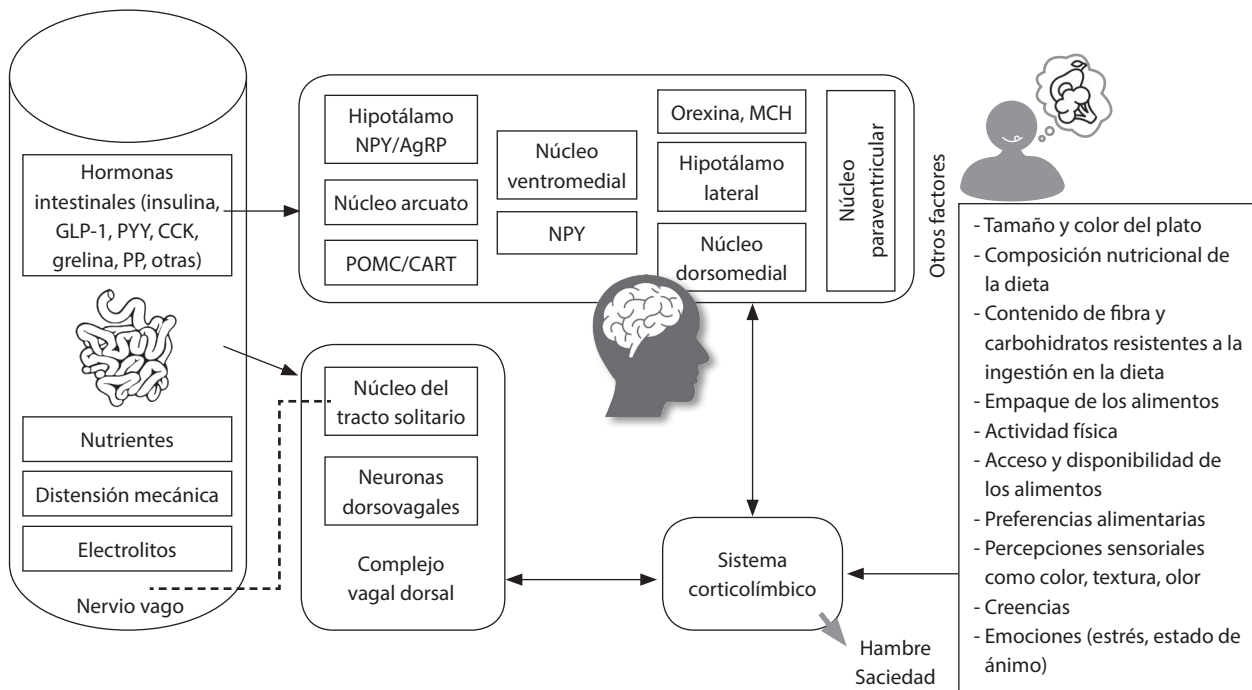 Hormonas
intestinales (insulina,
GLP-1, PYY, CCK,
grelina, PP, otras)
Nutrientes
Distensión mecánica
Electrolitos
Nervio vago
Hipotálamo
NPY/AgRP
Núcleo arcuato
POMC/CART
Núcleo
ventromedial
NPY
Orexina, MCH
Hipotálamo
lateral
Núcleo
dorsomedial
Núcleo
paraventricular
Núcleo del
tracto solitario
Neuronas
dorsovagales
Complejo
vagal dorsal
Sistema
corticolímbico
Hambre
Saciedad
Otros factores
- Tamaño y color del plato
- Composición nutricional de
la dieta
- Contenido de fibra y
carbohidratos resistentes a la
ingestión en la dieta
- Empaque de los alimentos
- Actividad física
- Acceso y disponibilidad de
los alimentos
- Preferencias alimentarias
- Percepciones sensoriales
como color, textura, olor
- Creencias
- Emociones (estrés, estado de
ánimo)